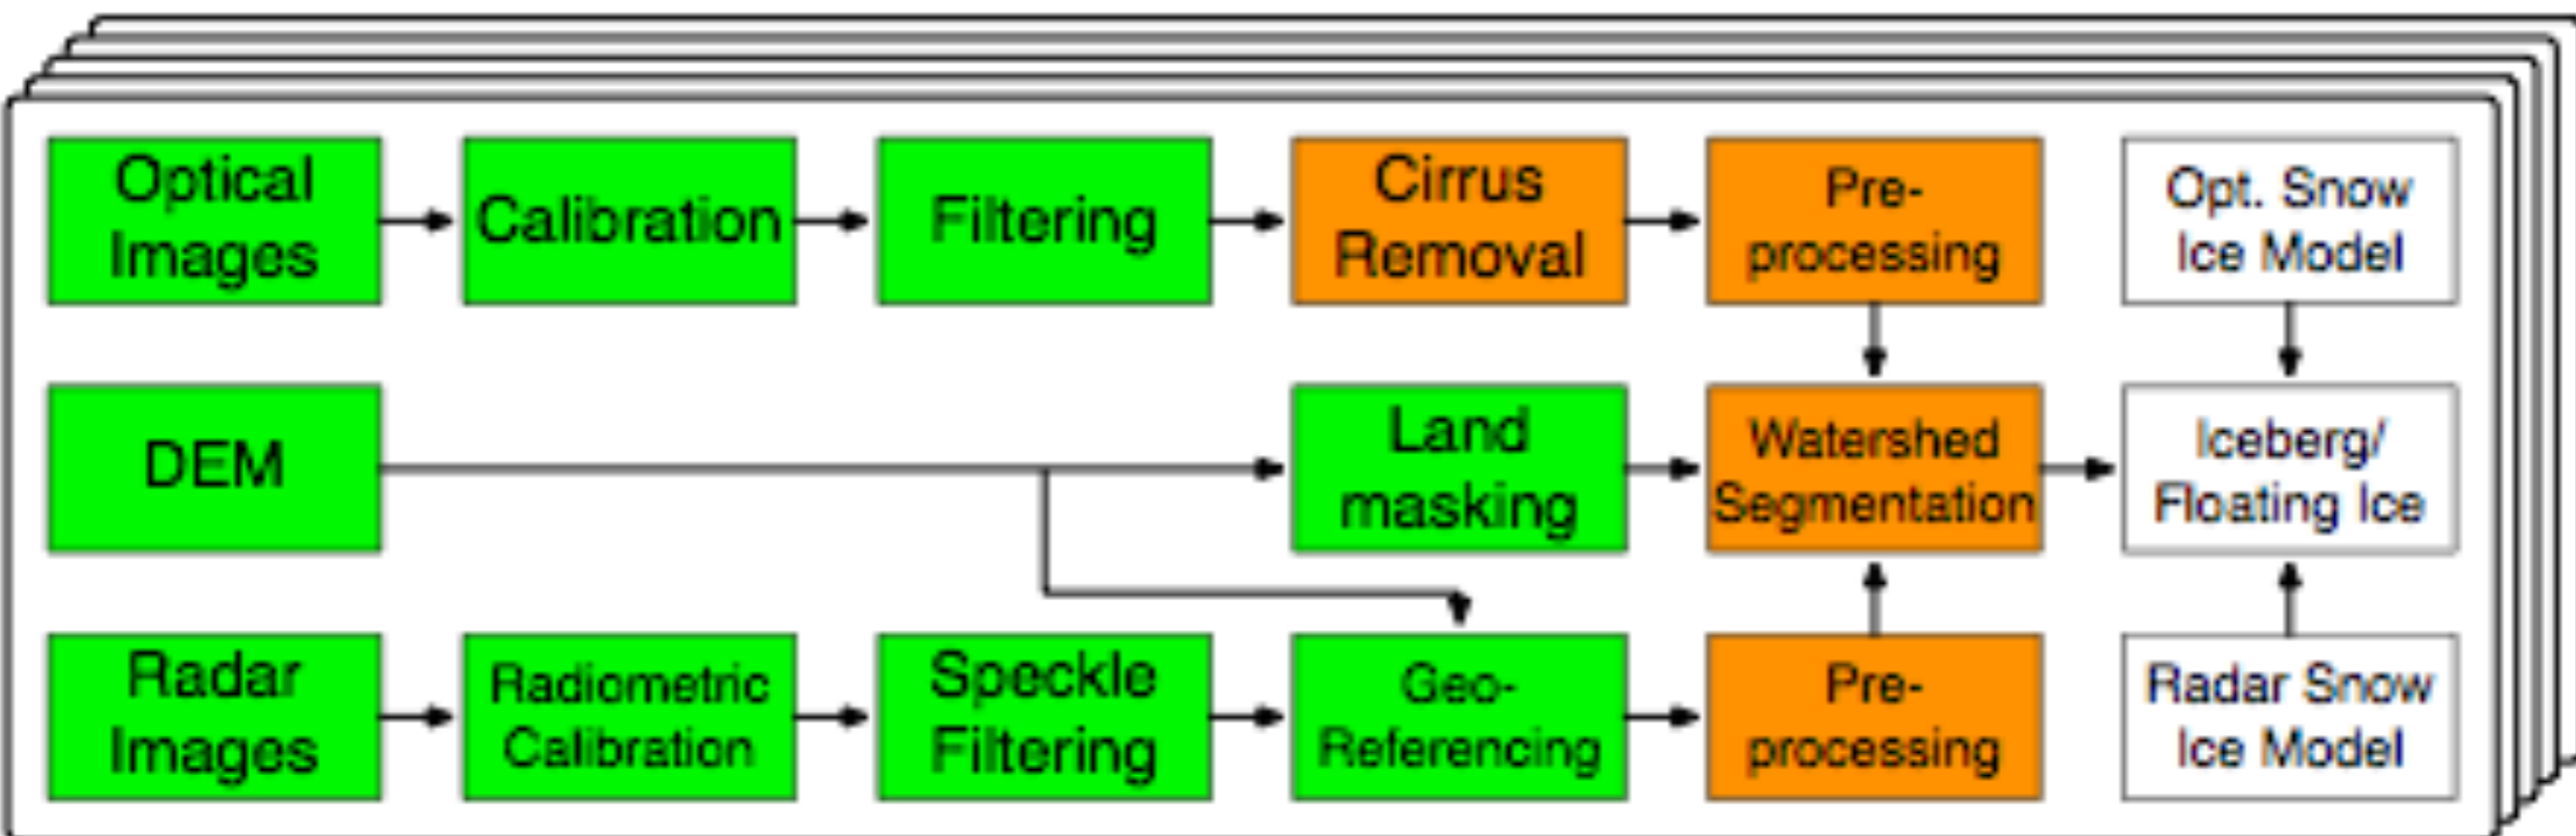 Optical
Images
Calibration
Filtering
Cirrus
Removal
Pre-
processing
Opt. Snow
Ice Model
DEM
Land
masking
Watershed
Segmentation
Iceberg/
Floating Ice
Radar
Images
Radiometric
Calibration
Speckle
Filtering
Geo-
Referencing
Pre-
processing
Radar Snow
Ice Model